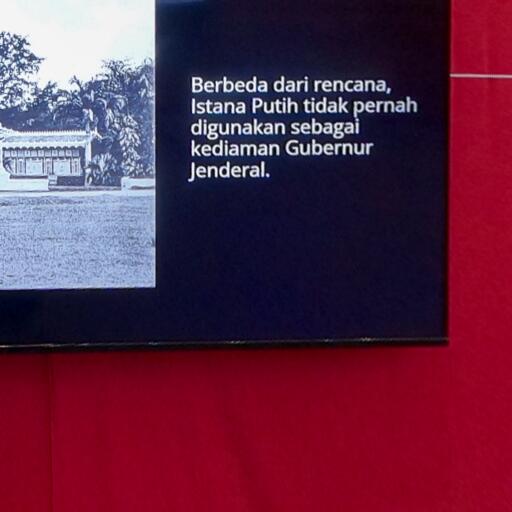 Berbeda dari rencana,
Istana Putih tidak pernah
digunakan sebagai
kediaman Gubernur
Jenderal.